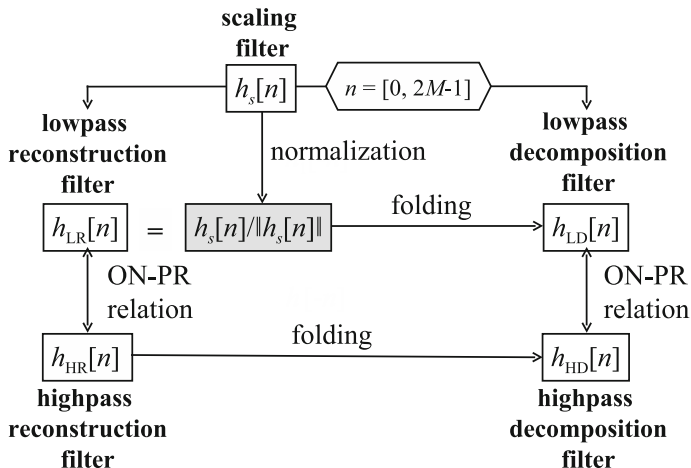 scaling
filter
h_s[n]
n = [0, 2M-1]
lowpass
reconstruction
filter
normalization
lowpass
decomposition
filter
h_LR[n] = h_s[n]/‖h_s[n]‖
folding
h_LD[n]
ON-PR
relation
ON-PR
relation
folding
h_HR[n]
h_HD[n]
highpass
reconstruction
filter
highpass
decomposition
filter